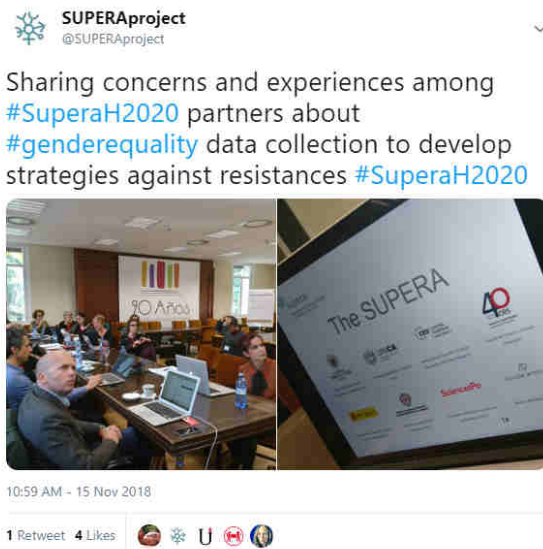 SUPERAproject
@SUPERAproject
Sharing concerns and experiences among
#SuperaH2020 partners about
#genderequality data collection to develop
strategies against resistances #SuperaH2020
90 Años
The SUPERA
40
SciencesPo
10:59 AM - 15 Nov 2018
1 Retweet 4 Likes